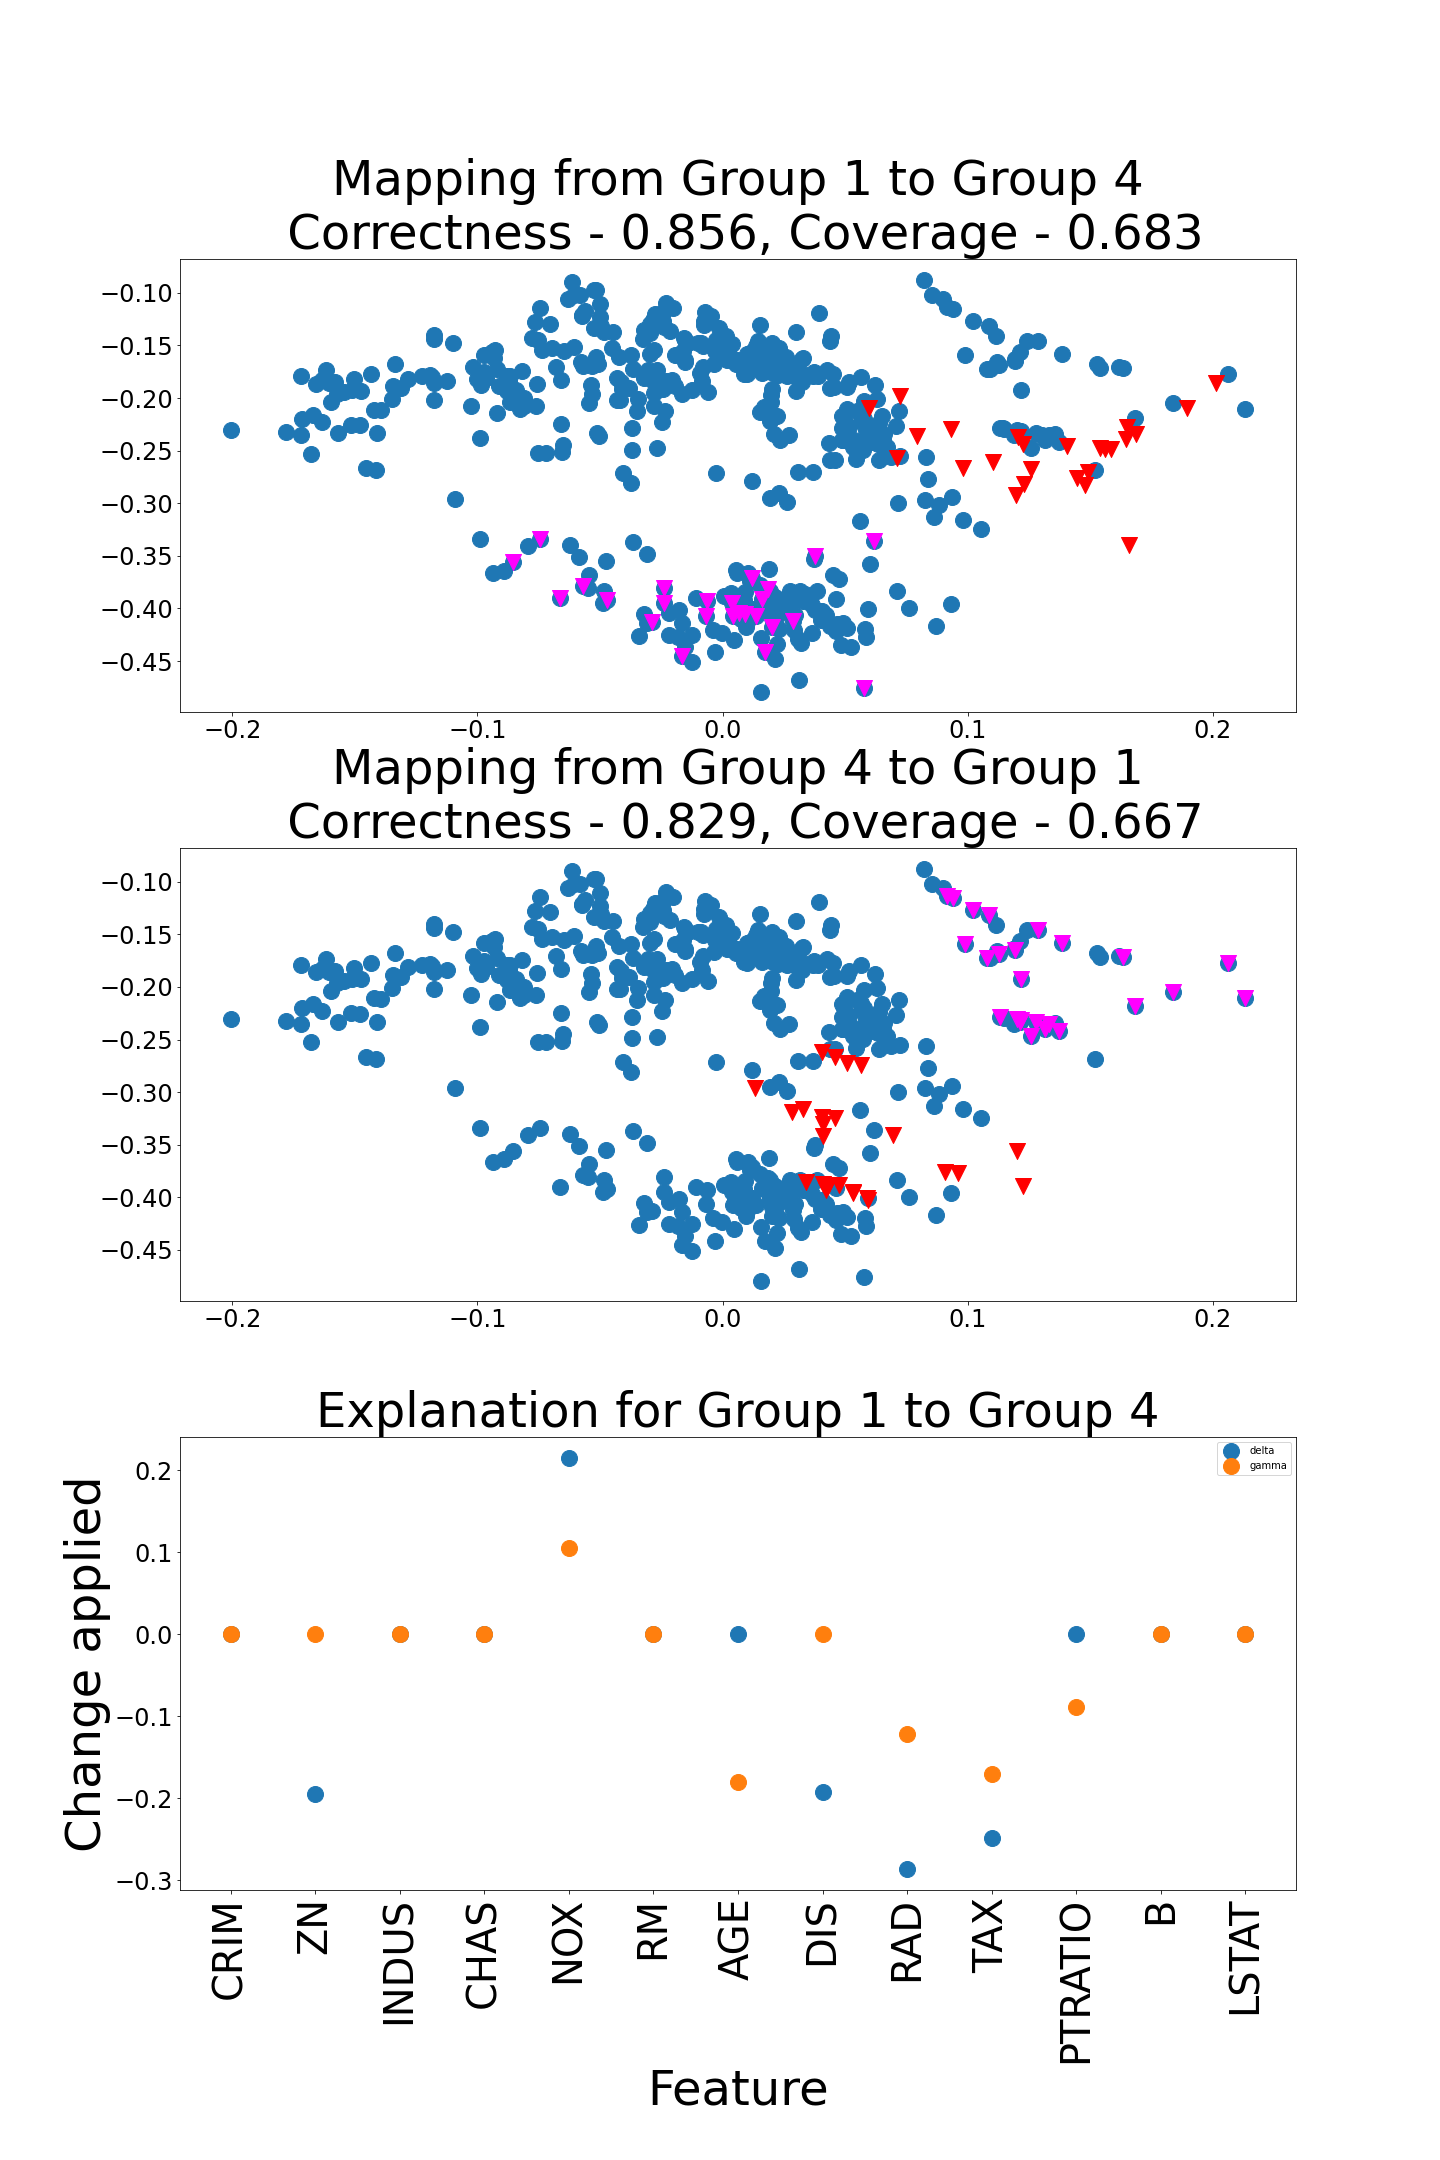 Mapping from Group 1 to Group 4
Correctness - 0.856, Coverage - 0.683
−0.10
−0.15
−0.20
−0.25
−0.30
−0.35
−0.40
−0.45
−0.2 −0.1 0.0 0.1 0.2
Mapping from Group 4 to Group 1
Correctness - 0.829, Coverage - 0.667
−0.10
−0.15
−0.20
−0.25
−0.30
−0.35
−0.40
−0.45
−0.2 −0.1 0.0 0.1 0.2
Explanation for Group 1 to Group 4
delta
gamma
Change applied
0.2
0.1
0.0
−0.1
−0.2
−0.3
CRIM
ZN
INDUS
CHAS
NOX
RM
AGE
DIS
RAD
TAX
PTRATIO
B
LSTAT
Feature